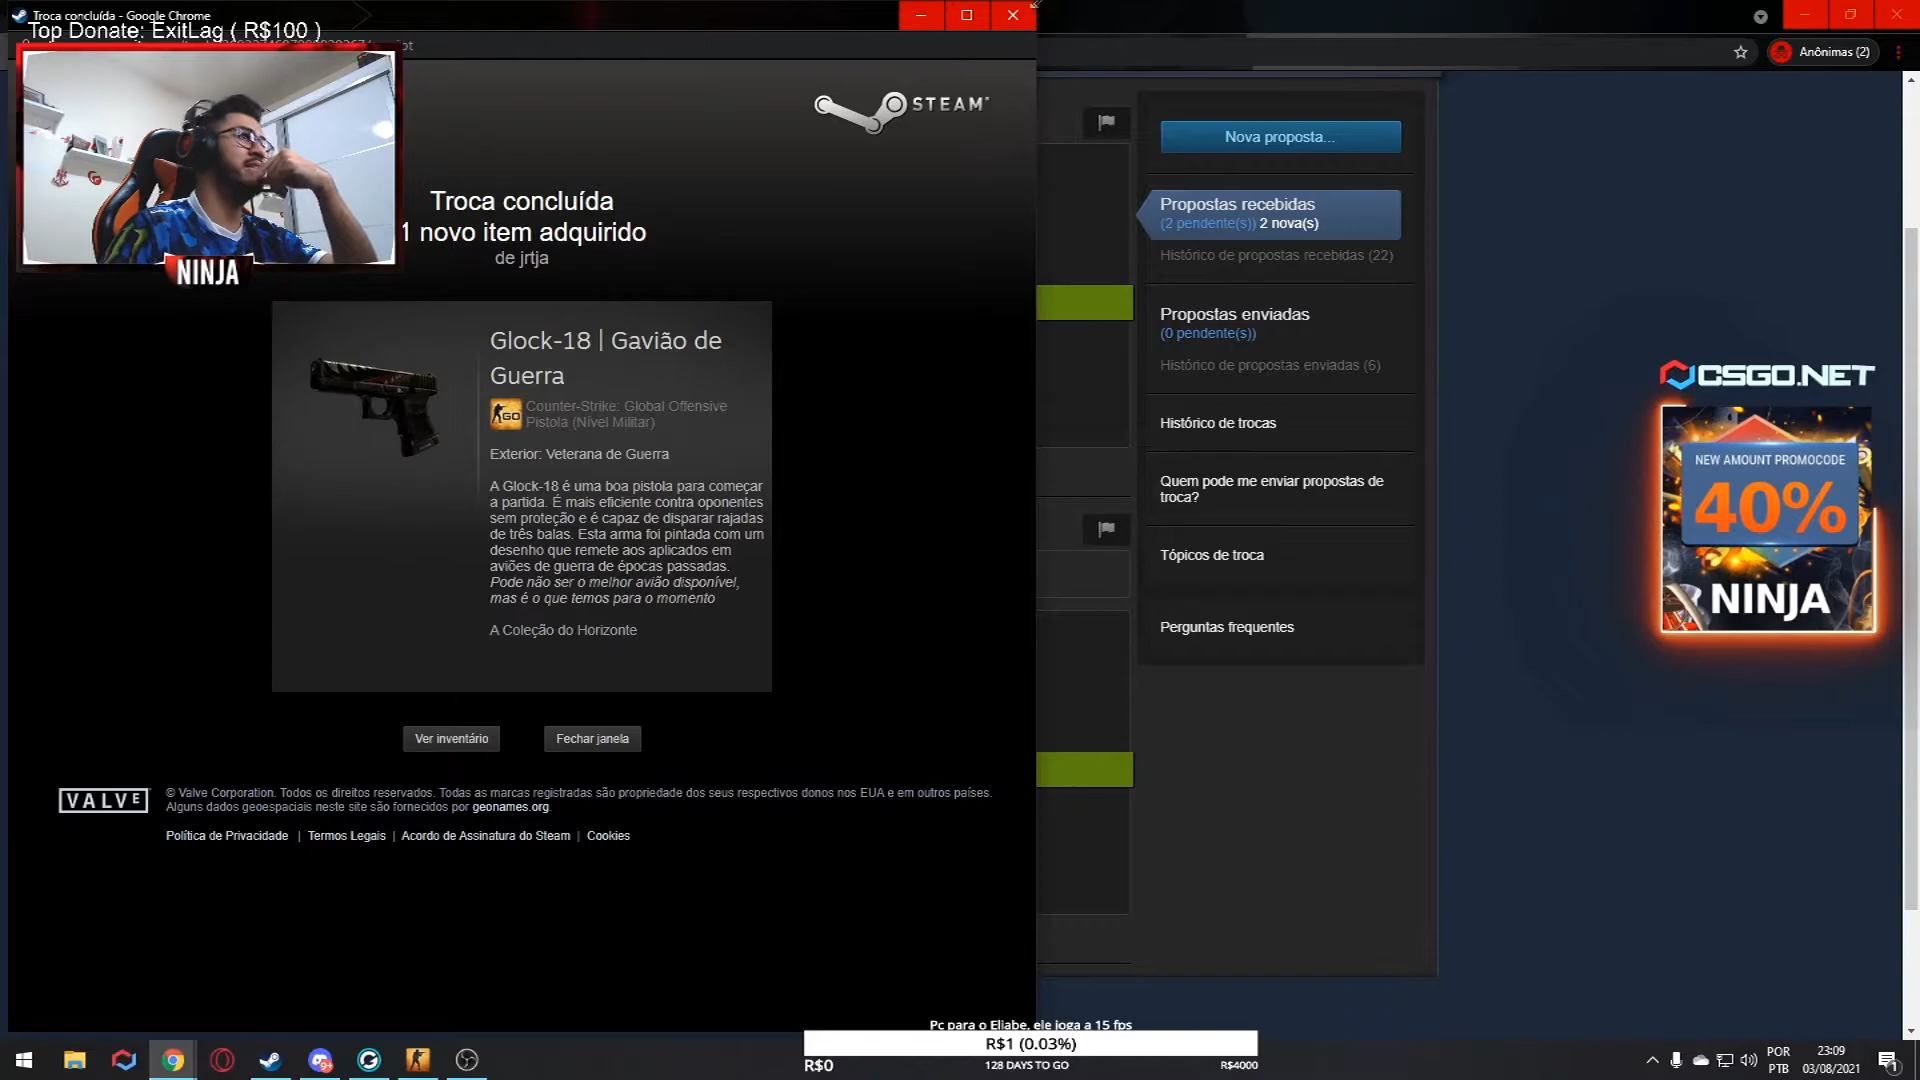 Troca concluída - Google Chrome
Top Donate: ExitLag ( R$100 )
Anônimas (2)
STEAM
NINJA
Troca concluída
1 novo item adquirido
de jrtja
Glock-18 | Gavião de
Guerra
GO
Counter-Strike: Global Offensive
Pistola (Nível Militar)
Exterior: Veterana de Guerra
A Glock-18 é uma boa pistola para começar
a partida. É mais eficiente contra oponentes
sem proteção e é capaz de disparar rajadas
de três balas. Esta arma foi pintada com um
desenho que remete aos aplicados em
aviões de guerra de épocas passadas.
Pode não ser o melhor avião disponível,
mas é o que temos para o momento
A Coleção do Horizonte
Ver inventário
Fechar janela
VALVE
© Valve Corporation. Todos os direitos reservados. Todas as marcas registradas são propriedade dos seus respectivos donos nos EUA e em outros países.
Alguns dados geoespaciais neste site são fornecidos por geonames.org.
Política de Privacidade | Termos Legais | Acordo de Assinatura do Steam | Cookies
Nova proposta...
Propostas recebidas
(2 pendente(s)) 2 nova(s)
Histórico de propostas recebidas (22)
Propostas enviadas
(0 pendente(s))
Histórico de propostas enviadas (6)
Histórico de trocas
Quem pode me enviar propostas de
troca?
Tópicos de troca
Perguntas frequentes
CSGO.NET
NEW AMOUNT PROMOCODE
40%
NINJA
Pc para o Eliabe, ele joga a 15 fps
R$1 (0.03%)
R$0
128 DAYS TO GO
R$4000
9+
POR
PTB
23:09
03/08/2021
1